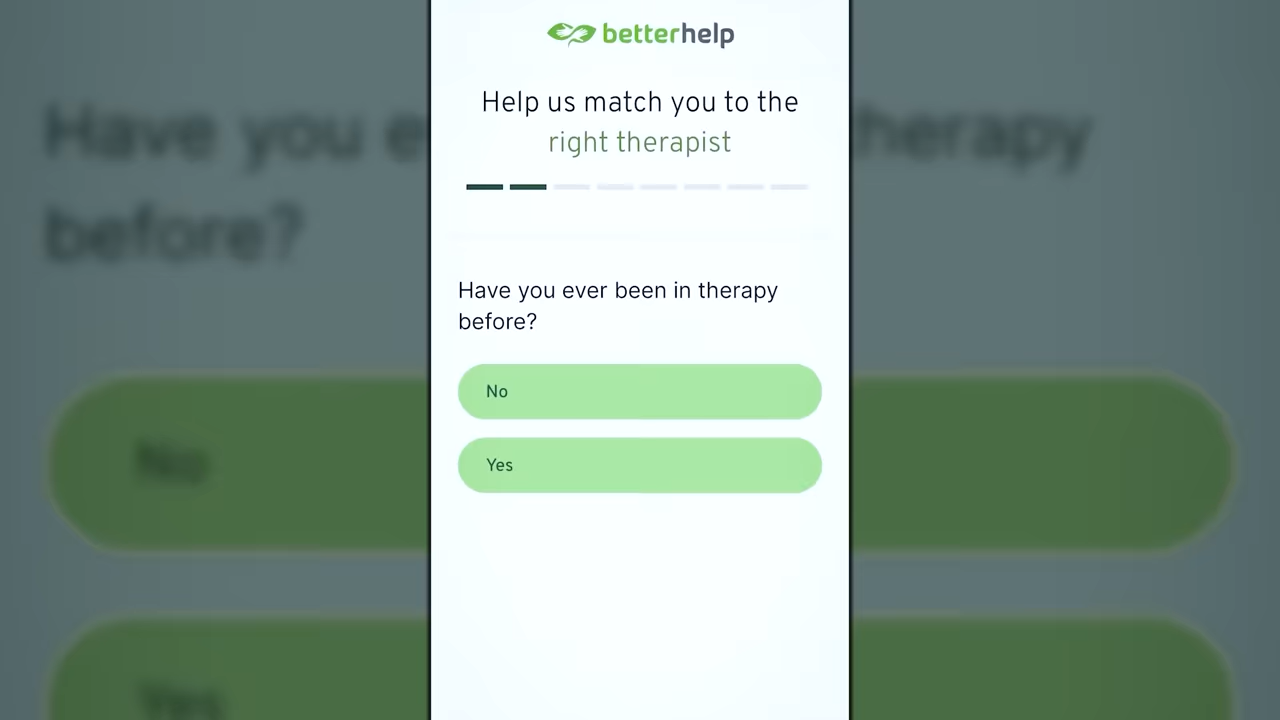 betterhelp
Help us match you to the
right therapist
Have you ever been in therapy
before?
No
Yes